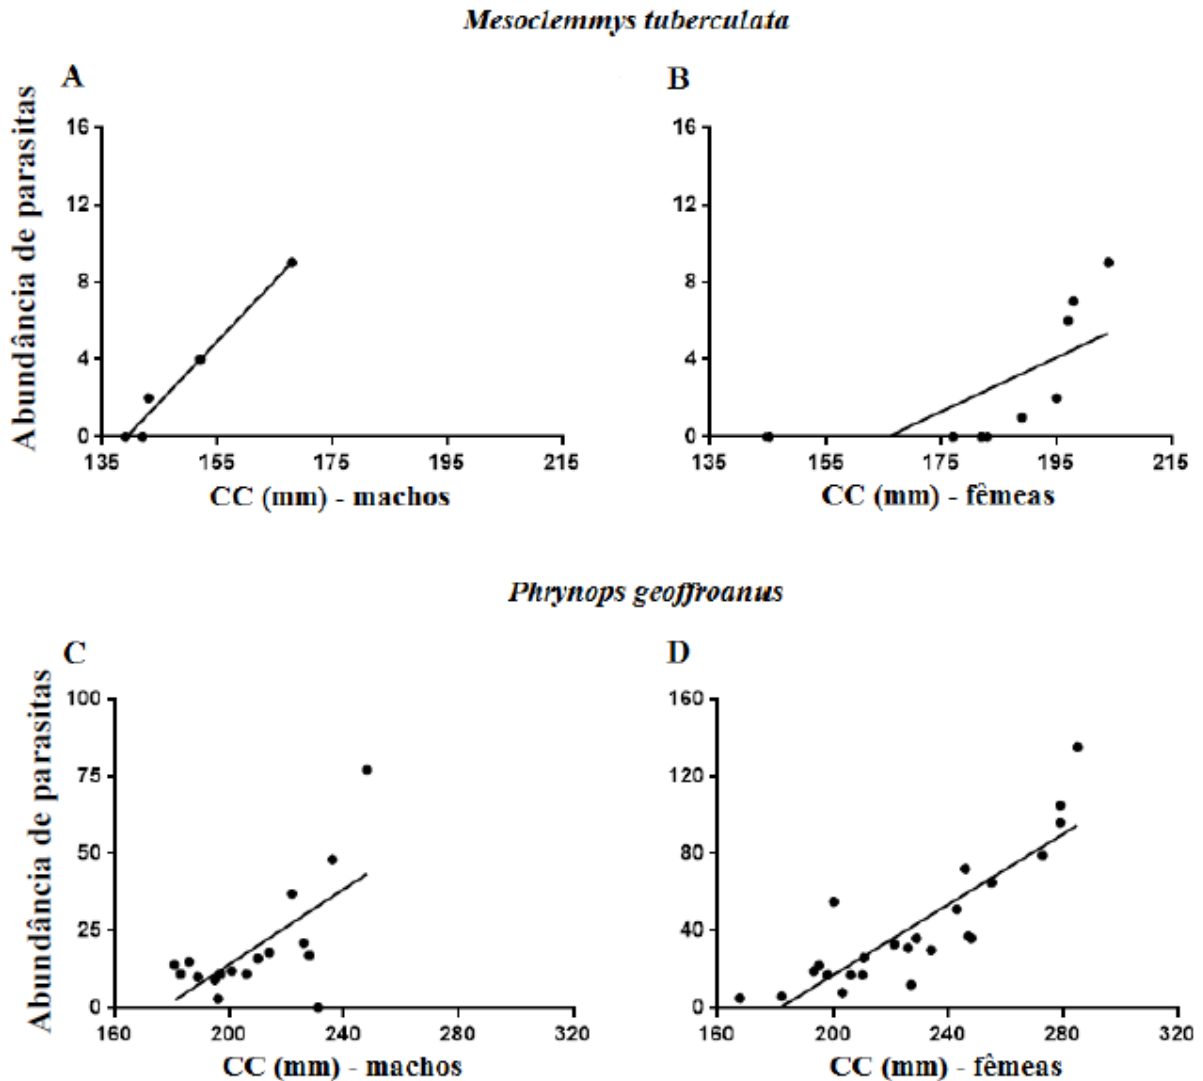 Mesoclemmys tuberculata
A
B
Abundância de parasitas
16
12
8
4
0
135 155 175 195 215
CC (mm) - machos
16
12
8
4
0
135 155 175 195 215
CC (mm) - fêmeas
Phrynops geoffroanus
C
D
Abundância de parasitas
100
75
50
25
0
160 200 240 280 320
CC (mm) - machos
160
120
80
40
0
160 200 240 280 320
CC (mm) - fêmeas